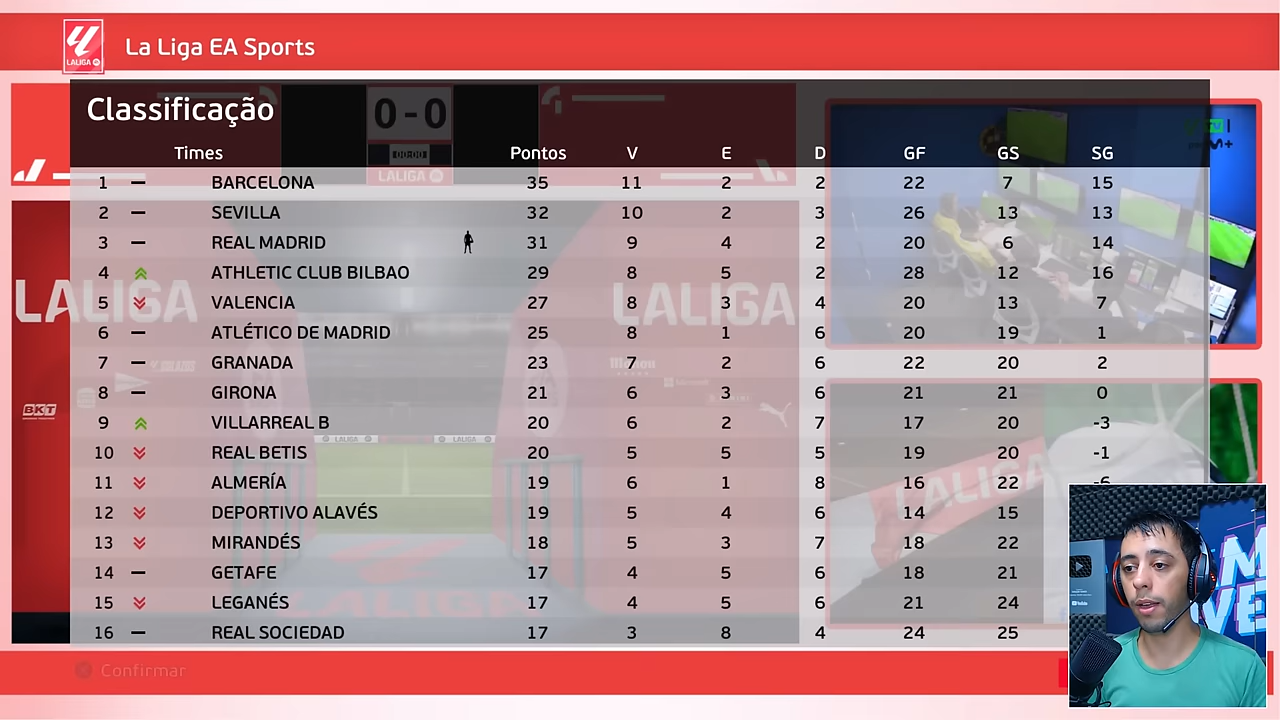 LALIGA
La Liga EA Sports
0-0
00:00
LALIGA
Classificação
Times Pontos V E D GF GS SG
1 — BARCELONA 35 11 2 2 22 7 15
2 — SEVILLA 32 10 2 3 26 13 13
3 — REAL MADRID 31 9 4 2 20 6 14
4 ATHLETIC CLUB BILBAO 29 8 5 2 28 12 16
5 VALENCIA 27 8 3 4 20 13 7
6 — ATLÉTICO DE MADRID 25 8 1 6 20 19 1
7 — GRANADA 23 7 2 6 22 20 2
8 — GIRONA 21 6 3 6 21 21 0
9 VILLARREAL B 20 6 2 7 17 20 -3
10 REAL BETIS 20 5 5 5 19 20 -1
11 ALMERÍA 19 6 1 8 16 22 -6
12 DEPORTIVO ALAVÉS 19 5 4 6 14 15
13 MIRANDÉS 18 5 3 7 18 22
14 — GETAFE 17 4 5 6 18 21
15 LEGANÉS 17 4 5 6 21 24
16 — REAL SOCIEDAD 17 3 8 4 24 25
LALIGA
LALIGA
BKT
LALIGA
LALIGA
LALIGA
Confirmar